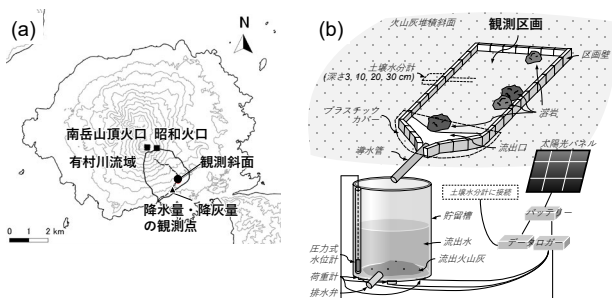 (a)
N
南岳山頂火口 昭和火口
有村川流域
観測斜面
降水量 降灰量
の観測点
0 1 2 km
(b)
火山灰堆積斜面
観測区画
区画壁
土壌水分計
(深さ3, 10, 20, 30 cm)
プラスチック
カバー
溶岩
流出口
導水管
太陽光パネル
土壌水分計に接続
バッテリー
貯留槽
データロガー
流出水
圧力式
水位計
流出火山灰
荷重計
排水弁